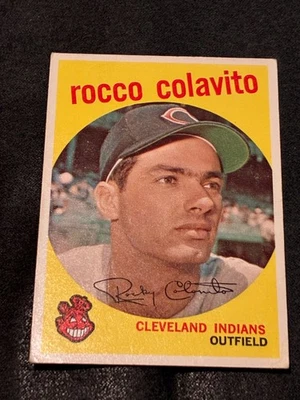 rocco colavito
C
Rocky Colavito
CLEVELAND INDIANS
OUTFIELD